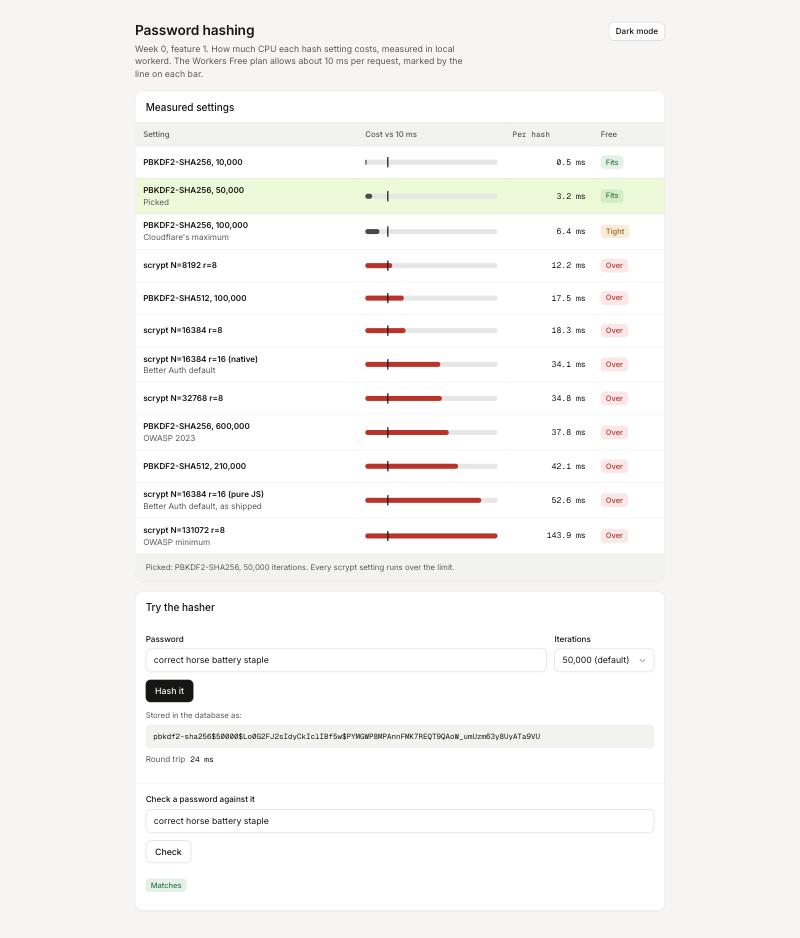 Password hashing
Dark mode
Week 0, feature 1. How much CPU each hash setting costs, measured in local
workerd. The Workers Free plan allows about 10 ms per request, marked by the
line on each bar.
Measured settings
Setting Cost vs 10 ms Per hash Free
PBKDF2-SHA256, 10,000 0.5 ms Fits
PBKDF2-SHA256, 50,000 3.2 ms Fits
Picked
PBKDF2-SHA256, 100,000 6.4 ms Tight
Cloudflare's maximum
scrypt N=8192 r=8 12.2 ms Over
PBKDF2-SHA512, 100,000 17.5 ms Over
scrypt N=16384 r=8 18.3 ms Over
scrypt N=16384 r=16 (native) 34.1 ms Over
Better Auth default
scrypt N=32768 r=8 34.8 ms Over
PBKDF2-SHA256, 600,000 37.8 ms Over
OWASP 2023
PBKDF2-SHA512, 210,000 42.1 ms Over
scrypt N=16384 r=16 (pure JS) 52.6 ms Over
Better Auth default, as shipped
scrypt N=131072 r=8 143.9 ms Over
OWASP minimum
Picked: PBKDF2-SHA256, 50,000 iterations. Every scrypt setting runs over the limit.
Try the hasher
Password Iterations
correct horse battery staple 50,000 (default)
Hash it
Stored in the database as:
pbkdf2-sha256$50000$Lo0G2FJ2sIdyCkIclIBf5w$PYMGWP8MPAnnFMK7REQT9QAoW_umUzm63y8UyATa9VU
Round trip 24 ms
Check a password against it
correct horse battery staple
Check
Matches